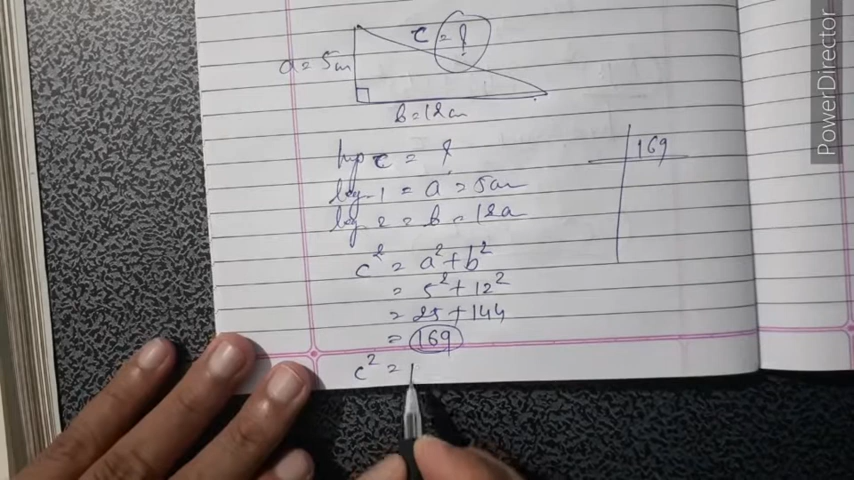 c = ?
a = 5cm
b = 12cm
hyp c = ?
leg-1 = a = 5cm
leg 2 = b = 12cm
c² = a² + b²
= 5² + 12²
= 25 + 144
= 169
c² = 1
169
PowerDirector